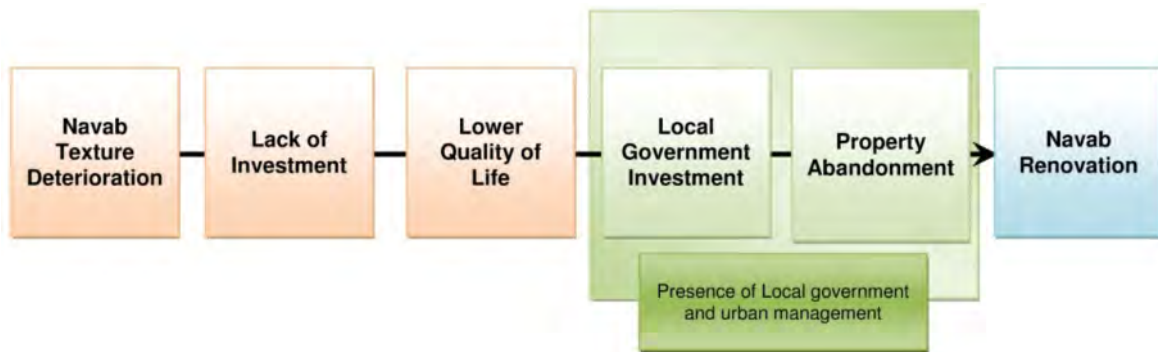 Navab
Texture
Deterioration
Lack of
Investment
Lower
Quality of
Life
Local
Government
Investment
Property
Abandonment
Navab
Renovation
Presence of Local government
and urban management